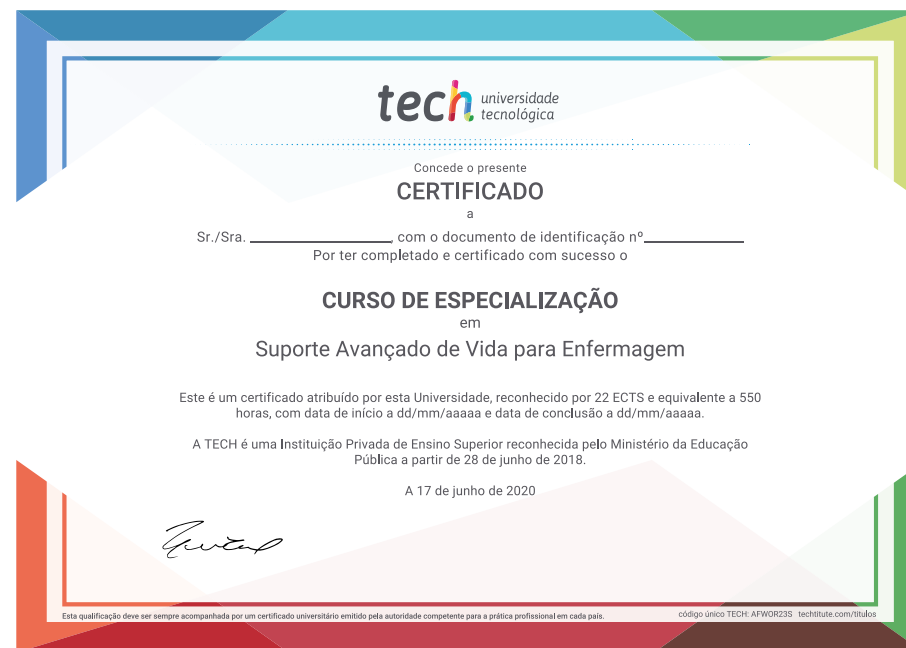 tech universidade
tecnológica
Concede o presente
CERTIFICADO
a
Sr./Sra. ________________, com o documento de identificação nº____________
Por ter completado e certificado com sucesso o
CURSO DE ESPECIALIZAÇÃO
em
Suporte Avançado de Vida para Enfermagem
Este é um certificado atribuído por esta Universidade, reconhecido por 22 ECTS e equivalente a 550
horas, com data de início a dd/mm/aaaaa e data de conclusão a dd/mm/aaaaa.
A TECH é uma Instituição Privada de Ensino Superior reconhecida pelo Ministério da Educação
Pública a partir de 28 de junho de 2018.
A 17 de junho de 2020
Esta qualificação deve ser sempre acompanhada por um certificado universitário emitido pela autoridade competente para a prática profissional em cada país.
código único TECH: AFWOR23S techtitute.com/titulos